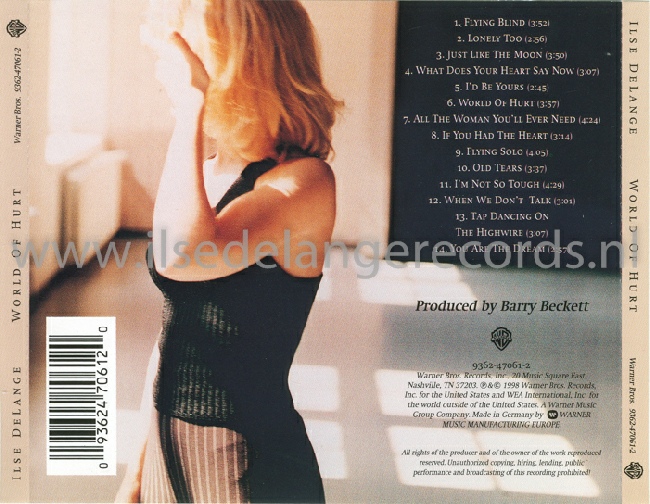 Warner Bros. 9362-47061-2
WORLD OF HURT
ILSE DELANGE
1. FLYING BLIND (3:52)
2. LONELY TOO (2:56)
3. JUST LIKE THE MOON (3:50)
4. WHAT DOES YOUR HEART SAY NOW (3:07)
5. I'D BE YOURS (2:45)
6. WORLD OF HURT (3:37)
7. ALL THE WOMAN YOU'LL EVER NEED (4:24)
8. IF YOU HAD THE HEART (3:14)
9. FLYING SOLO (4:05)
10. OLD TEARS (3:37)
11. I'M NOT SO TOUGH (4:29)
12. WHEN WE DON'T TALK (3:01)
13. TAP DANCING ON
THE HIGHWIRE (3:07)
14. YOU ARE THE DREAM (2:57)
www.ilsedelangerecords.nl
Produced by Barry Beckett
9362-47061-2
Warner Bros. Records, Inc., 20 Music Square East,
Nashville, TN 37203. ℗&© 1998 Warner Bros. Records,
Inc. for the United States and WEA International, Inc. for
the world outside of the United States. A Warner Music
Group Company. Made in Germany by WARNER
MUSIC MANUFACTURING EUROPE.
All rights of the producer and of the owner of the work reproduced
reserved. Unauthorized copying, hiring, lending, public
performance and broadcasting of this recording prohibited!
0 93624 70612 0
ILSE DELANGE
WORLD OF HURT
Warner Bros. 9362-47061-2